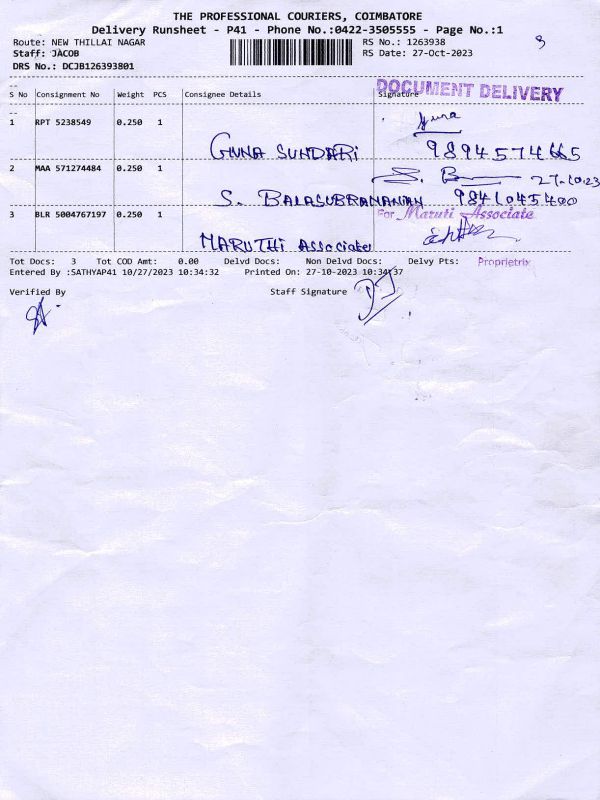 THE PROFESSIONAL COURIERS, COIMBATORE
Delivery Runsheet - P41 - Phone No.:0422-3505555 - Page No.:1
Route: NEW THILLAI NAGAR RS No.: 1263938
Staff: JACOB RS Date: 27-Oct-2023
DRS No.: DCJB126393801
DOCUMENT DELIVERY
S No Consignment No Weight PCS Consignee Details Signature
1 RPT 5238549 0.250 1
GUNA SUNDARI
2 MAA 571274484 0.250 1
27.10.23
S. BALASUBRAMANIAN 9841045400
3 BLR 5004767197 0.250 1 For Maruti Associate
MARUTHI Associate
Tot Docs: 3 Tot COD Amt: 0.00 Delvd Docs: Non Delvd Docs: Delvy Pts: Proprietrix
Entered By :SATHYAP41 10/27/2023 10:34:32 Printed On: 27-10-2023 10:34:37
Verified By Staff Signature